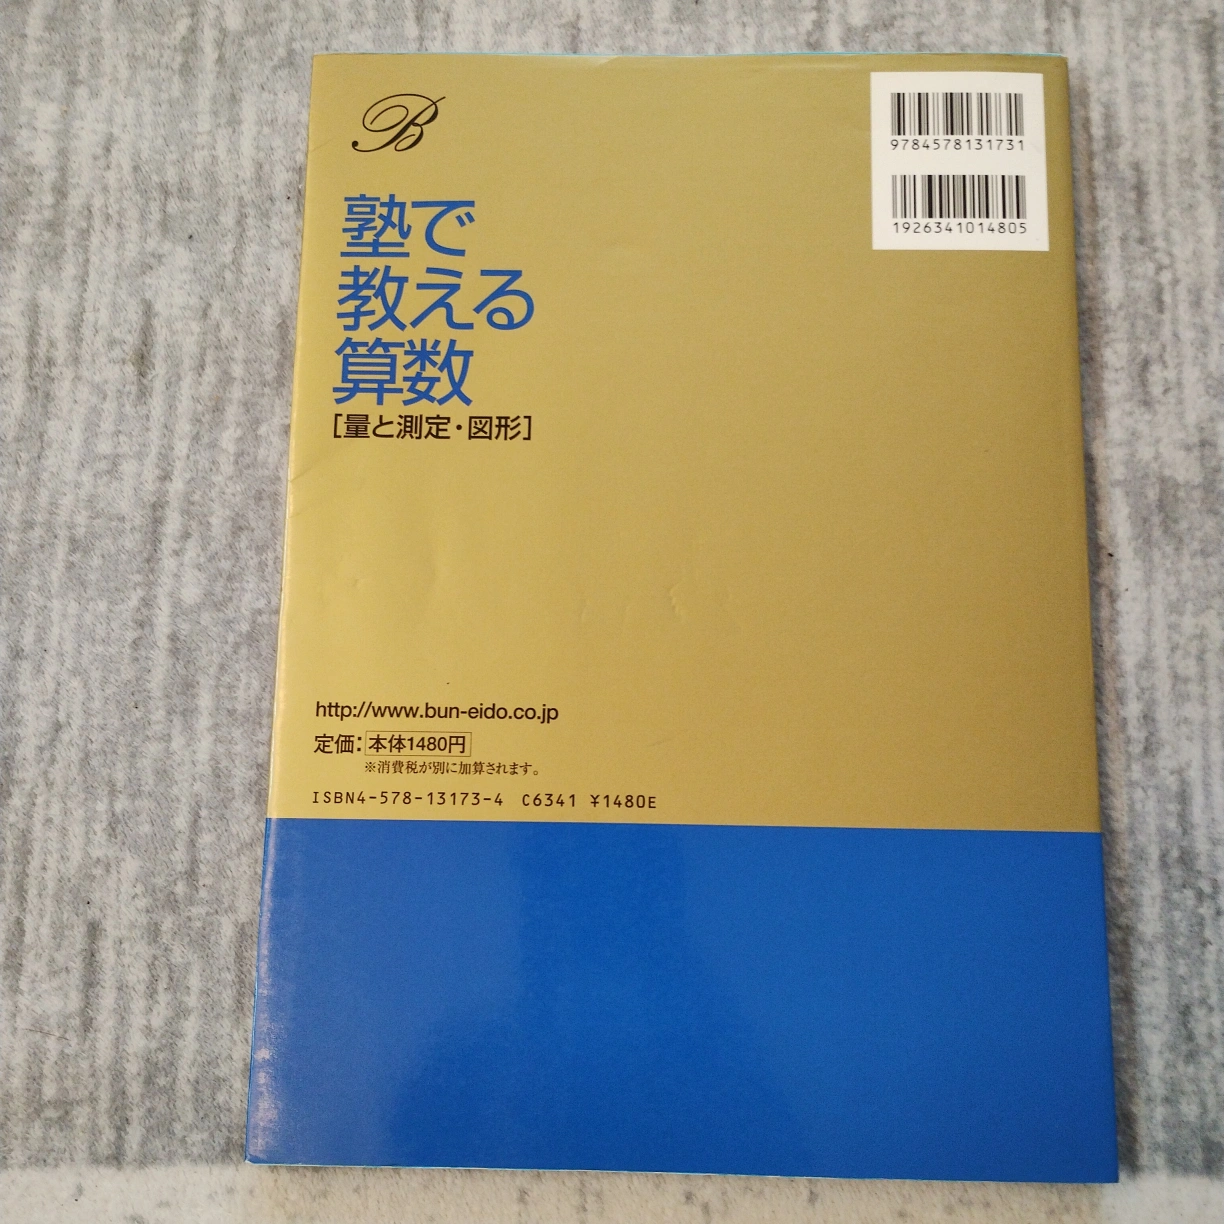 B
9784578131731
1926341014805
塾で
教える
算数
[量と測定・図形]
http://www.bun-eido.co.jp
定価:本体1480円
※消費税が別に加算されます。
ISBN4-578-13173-4 C6341 ¥1480E